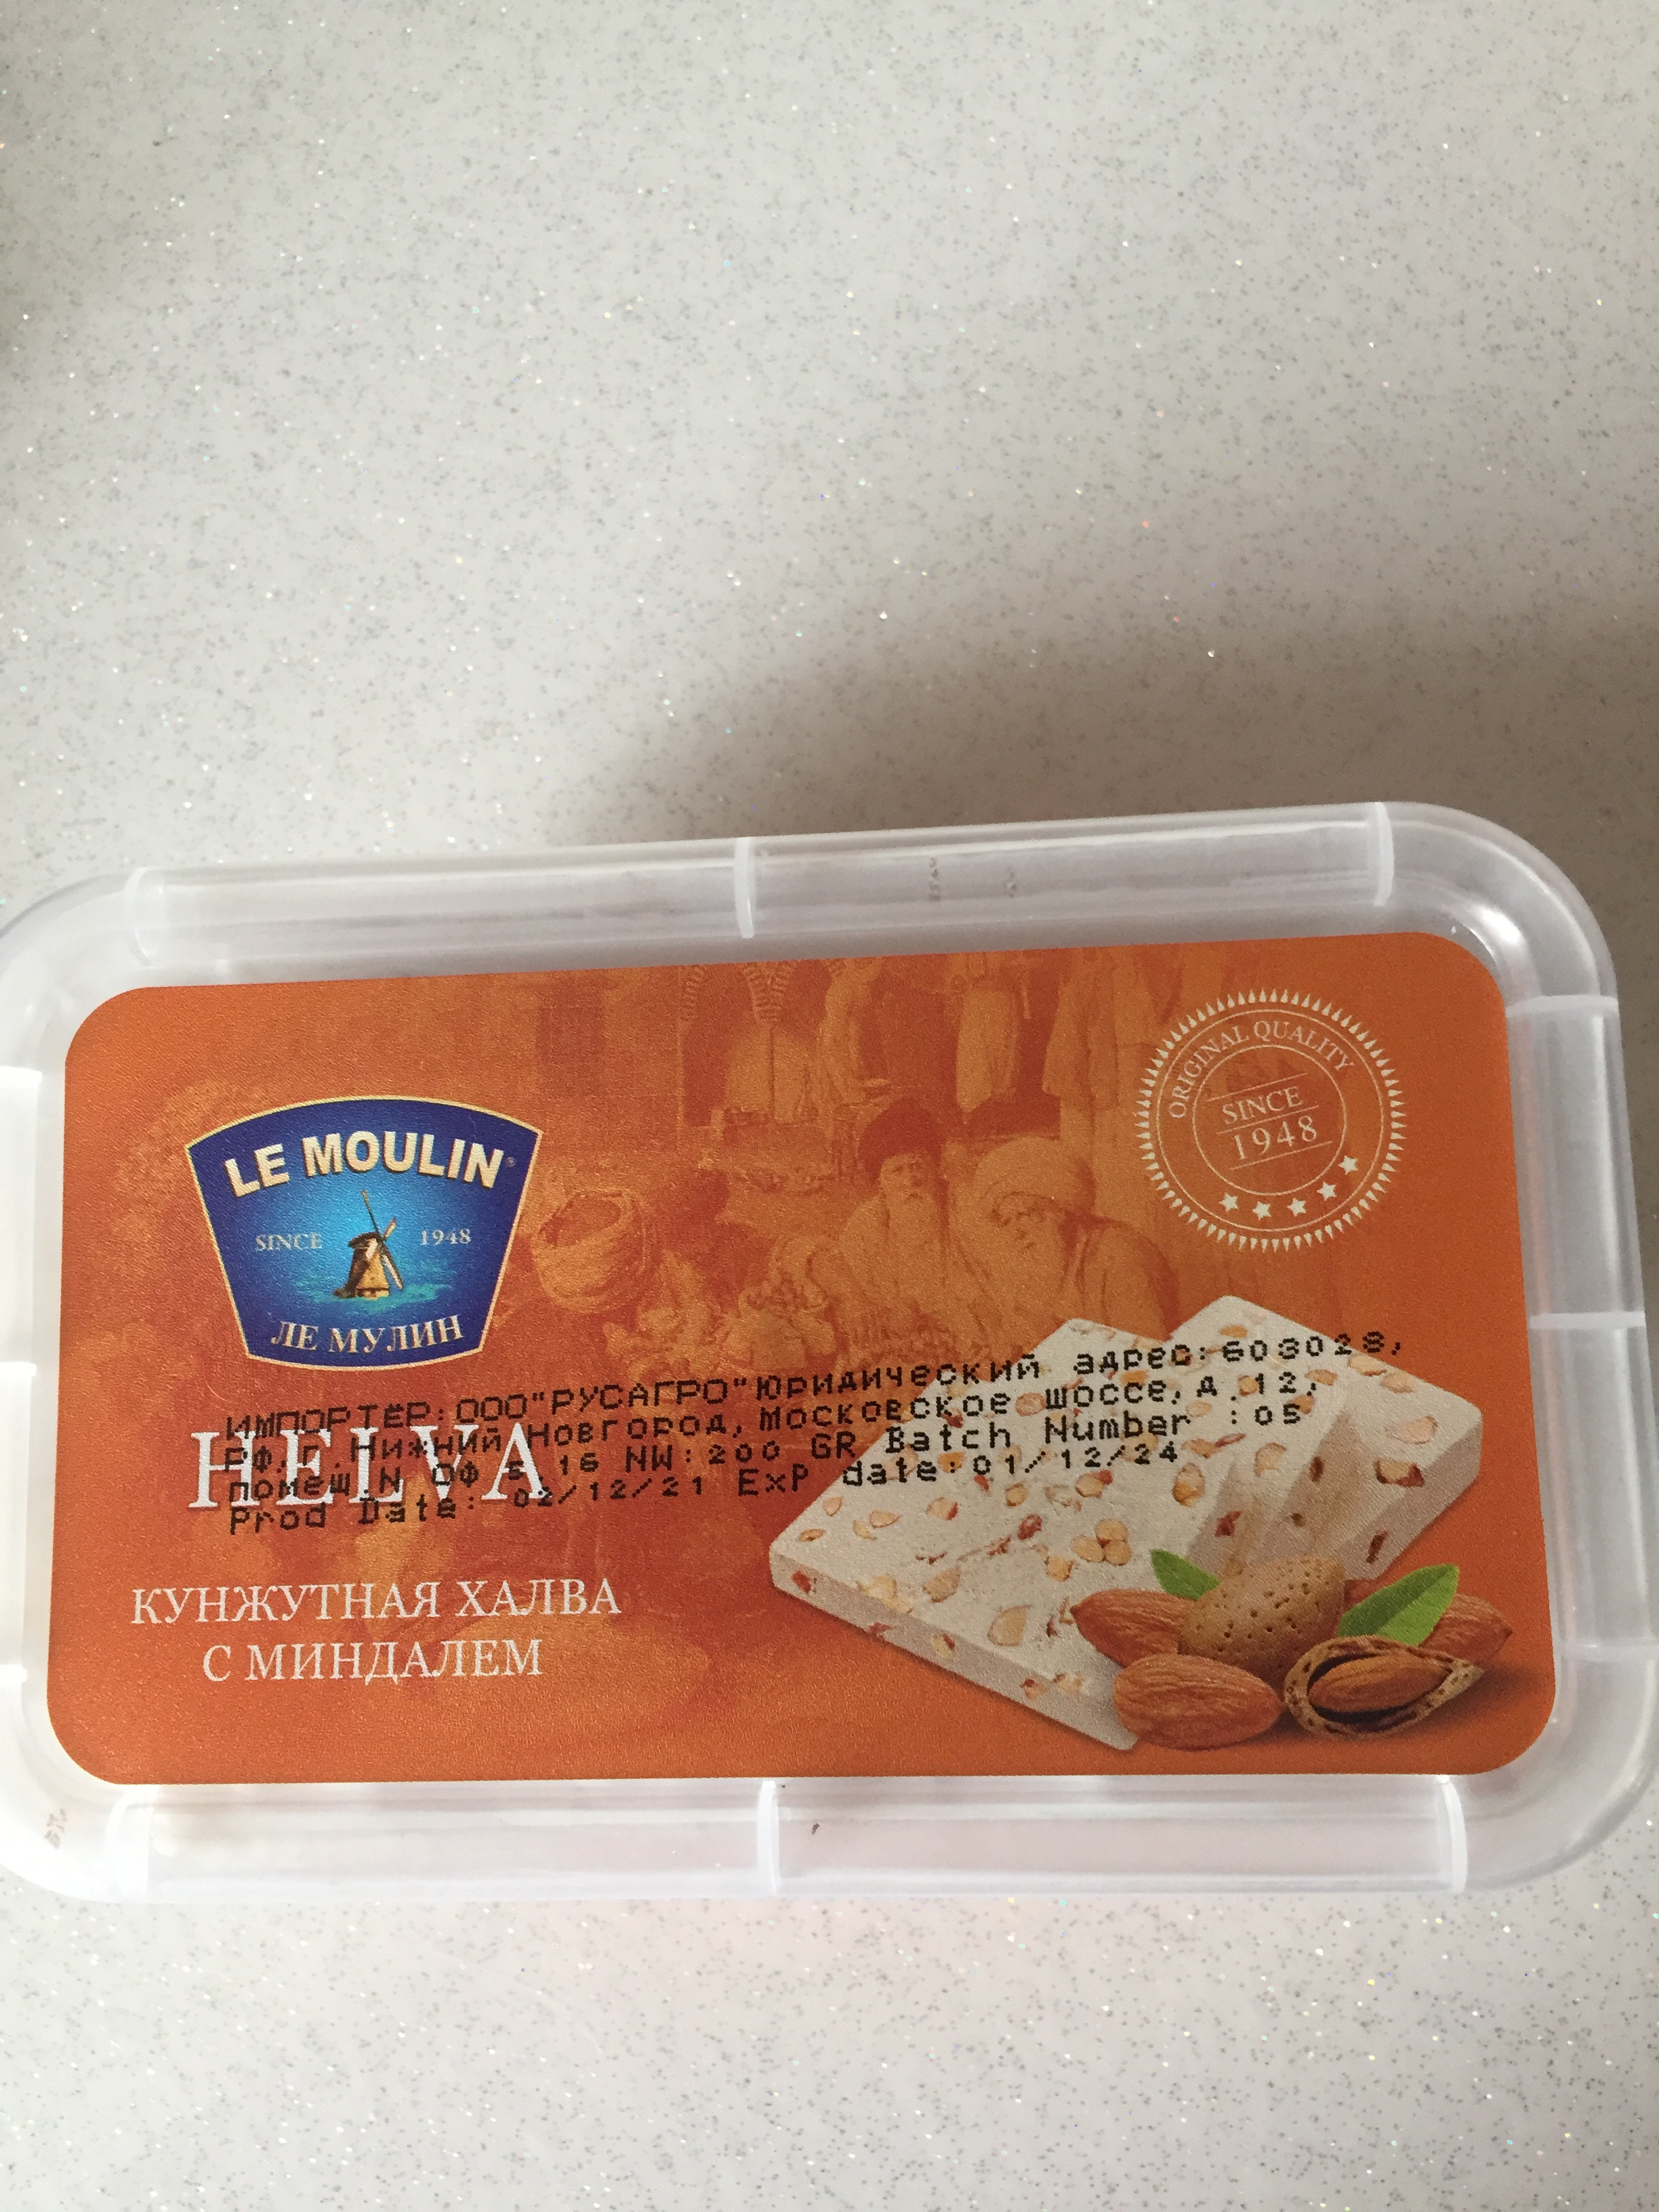 ORIGINAL QUALITY
SINCE
1948
LE MOULIN®
SINCE 1948
ЛЕ МУЛИН
ИМПОРТЁР:ООО"РУСАГРО"Юридический адрес:603028,
РФ,г.Нижний Новгород,Московское шоссе,д.12,
помещ.N Оф 5 16 NW:200 GR Batch Number :05
Prod Date: 02/12/21 ExP date:01/12/24
HELVA
КУНЖУТНАЯ ХАЛВА
С МИНДАЛЕМ